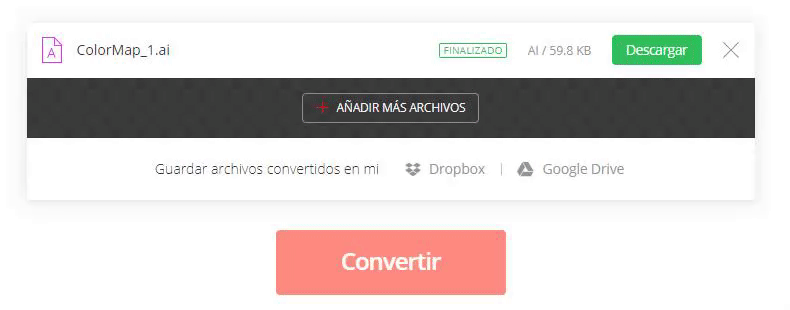 ColorMap_1.ai FINALIZADO AI / 59.8 KB Descargar
AÑADIR MÁS ARCHIVOS
Guardar archivos convertidos en mi Dropbox | Google Drive
Convertir